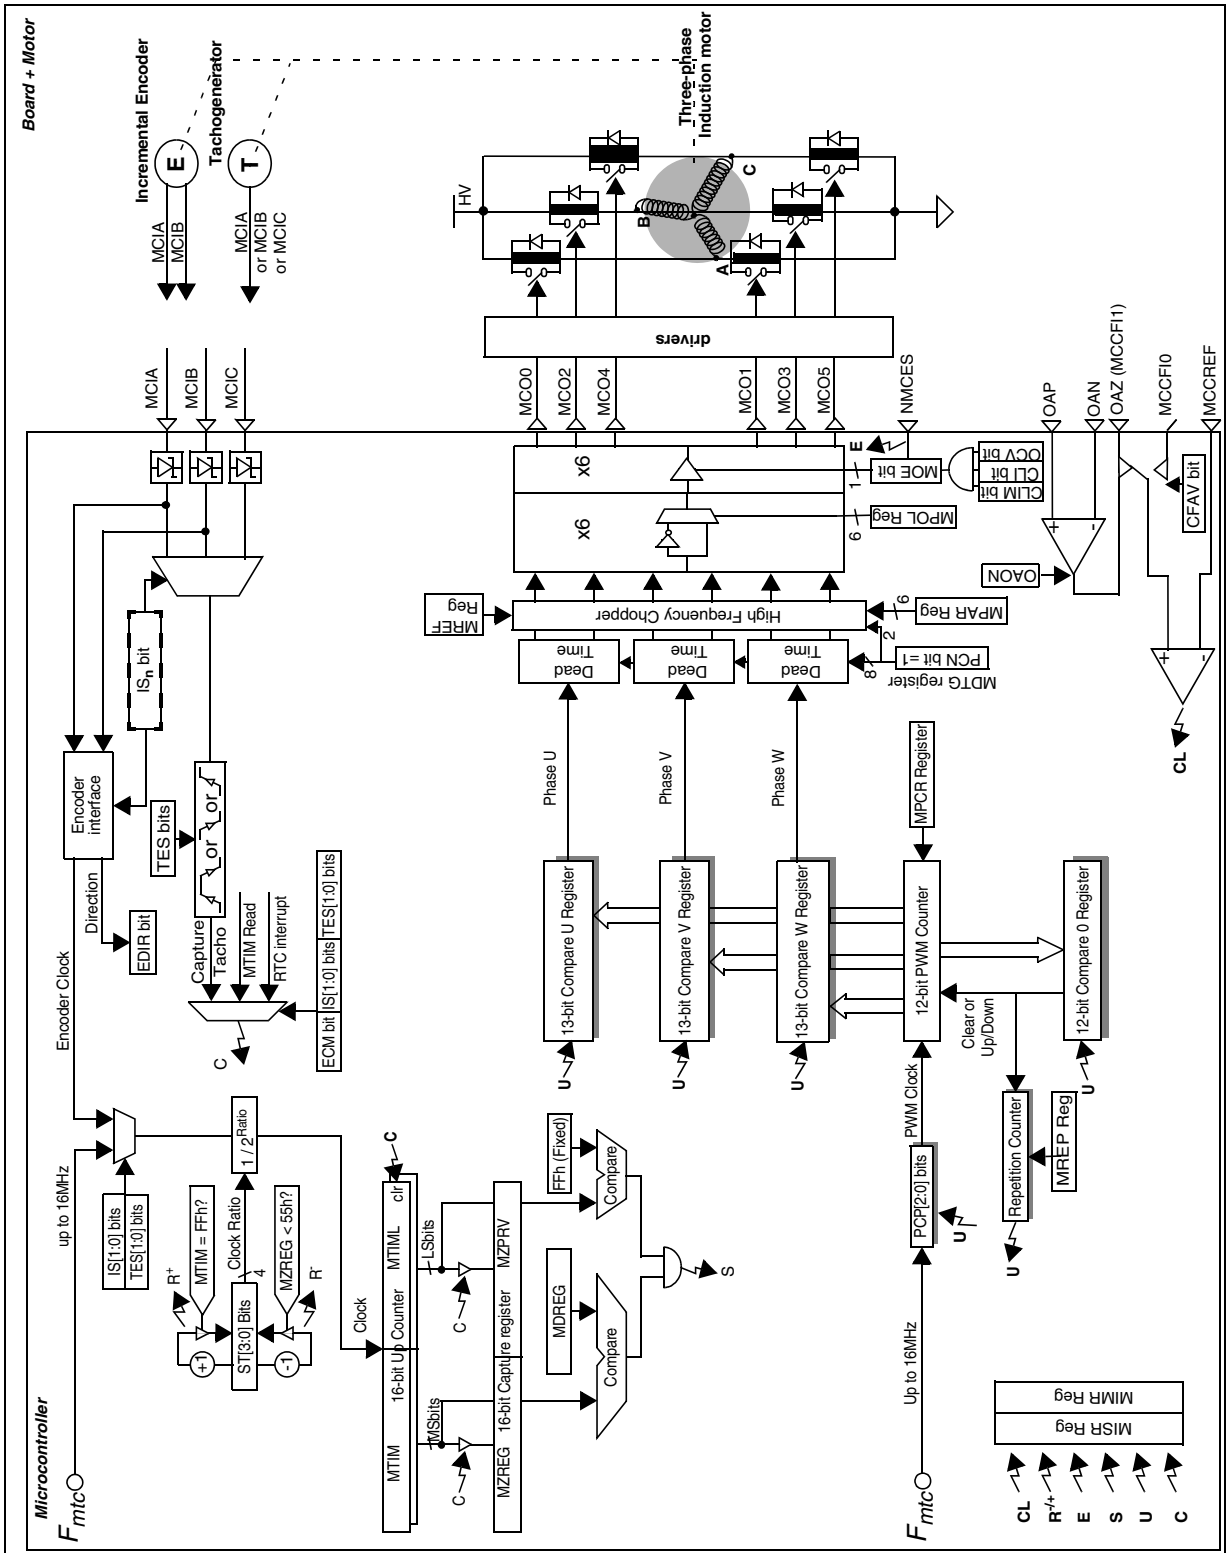 Board + Motor
Incremental Encoder
E
Tachogenerator
T
MCIA
MCIB
MCIA
or MCIB
or MCIC
Three-phase
Induction motor
HV
A
B
C
drivers
MCIA
MCIB
MCIC
MCO0
MCO2
MCO4
MCO1
MCO3
MCO5
NMCES
OAP
OAN
OAZ (MCCFI1)
MCCFI0
MCCREF
Microcontroller
x6
x6
1
6
E
MOE bit
CLIM bit
CLI bit
OCV bit
MPOL Reg
CFAV bit
+
-
OAON
+
-
CL
ISn bit
Encoder
interface
Encoder Clock
Direction
EDIR bit
TES bits
or
or
Capture
Tacho
MTIM Read
RTC interrupt
ECM bit
IS[1:0] bits
TES[1:0] bits
C
MREF
Reg
High Frequency Chopper
Dead
Time
Dead
Time
Dead
Time
6
MPAR Reg
2
8
PCN bit =1
MDTG register
Phase U
Phase V
Phase W
13-bit Compare U Register
U
13-bit Compare V Register
U
13-bit Compare W Register
U
MPCR Register
12-bit PWM Counter
12-bit Compare 0 Register
U
Clear or
Up/Down
Repetition Counter
U
MREP Reg
PWM Clock
PCP[2:0] bits
U
Up to 16MHz
Fmtc
Fmtc
up to 16MHz
IS[1:0] bits
TES[1:0] bits
1 / 2Ratio
Clock Ratio
4
R+
MTIM = FFh?
+1
ST[3:0] Bits
-1
MZREG < 55h?
R-
Clock
MTIM
16-bit Up Counter
MTIML
clr
C
MSbits
LSbits
C
C
MZREG
16-bit Capture register
MZPRV
MDREG
FFh (Fixed)
Compare
Compare
S
MISR Reg
MIMR Reg
CL
R-/+
E
S
U
C